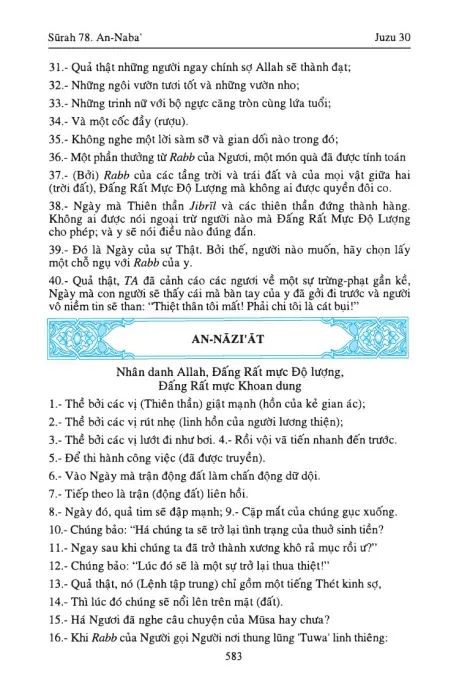 Sūrah 78. An-Naba'
Juzu 30
31.- Quả thật những người ngay chính sợ Allah sẽ thành đạt;
32.- Những ngôi vườn tươi tốt và những vườn nho;
33.- Những trinh nữ với bộ ngực căng tròn cùng lứa tuổi;
34.- Và một cốc đầy (rượu).
35.- Không nghe một lời sàm sỡ và gian dối nào trong đó;
36.- Một phần thưởng từ Rabb của Ngươi, một món quà đã được tính toán
37.- (Bởi) Rabb của các tầng trời và trái đất và của mọi vật giữa hai
(trời đất), Đấng Rất Mực Độ Lượng mà không ai được quyền đôi co.
38.- Ngày mà Thiên thần Jibrīl và các thiên thần đứng thành hàng.
Không ai được nói ngoại trừ người nào mà Đấng Rất Mực Độ Lượng
cho phép; và y sẽ nói điều nào đúng đắn.
39.- Đó là Ngày của sự Thật. Bởi thế, người nào muốn, hãy chọn lấy
một chỗ ngụ với Rabb của y.
40.- Quả thật, TA đã cảnh cáo các ngươi về một sự trừng-phạt gần kề,
Ngày mà con người sẽ thấy cái mà bàn tay của y đã gởi đi trước và người
vô niềm tin sẽ than: “Thiệt thân tôi mất! Phải chi tôi là cát bụi!”
AN-NĀZI'ĀT
Nhân danh Allah, Đấng Rất mực Độ lượng,
Đấng Rất mực Khoan dung
1.- Thề bởi các vị (Thiên thần) giật mạnh (hồn của kẻ gian ác);
2.- Thề bởi các vị rút nhẹ (linh hồn của người lương thiện);
3.- Thề bởi các vị lướt đi như bơi. 4.- Rồi vội vã tiến nhanh đến trước.
5.- Để thi hành công việc (đã được truyền).
6.- Vào Ngày mà trận động đất làm chấn động dữ dội.
7.- Tiếp theo là trận (động đất) liên hồi.
8.- Ngày đó, quả tim sẽ đập mạnh; 9.- Cặp mắt của chúng gục xuống.
10.- Chúng bảo: “Há chúng ta sẽ trở lại tình trạng của thuở sinh tiền?
11.- Ngay sau khi chúng ta đã trở thành xương khô rả mục rồi ư?”
12.- Chúng bảo: “Lúc đó sẽ là một sự trở lại thua thiệt!”
13.- Quả thật, nó (Lệnh tập trung) chỉ gồm một tiếng Thét kinh sợ,
14.- Thì lúc đó chúng sẽ nổi lên trên mặt (đất).
15.- Há Ngươi đã nghe câu chuyện của Mūsa hay chưa?
16.- Khi Rabb của Người gọi Người nơi thung lũng 'Tuwa' linh thiêng:
583